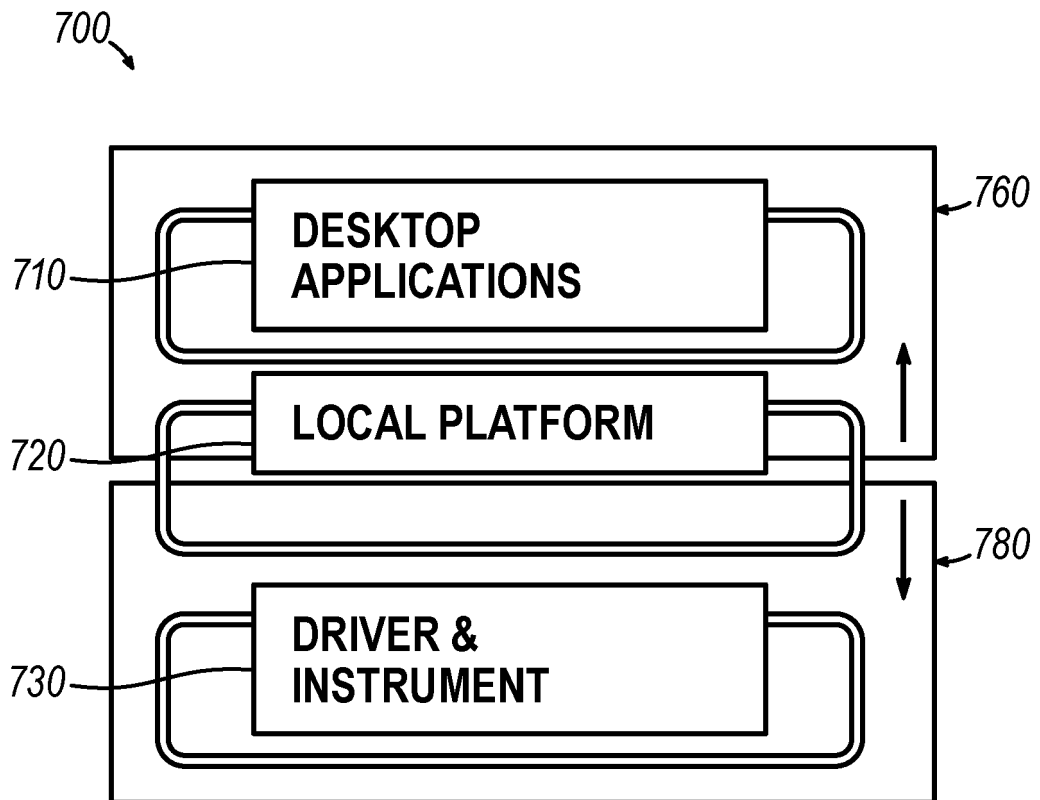 700
760
DESKTOP
APPLICATIONS
710
LOCAL PLATFORM
720
780
DRIVER &
INSTRUMENT
730